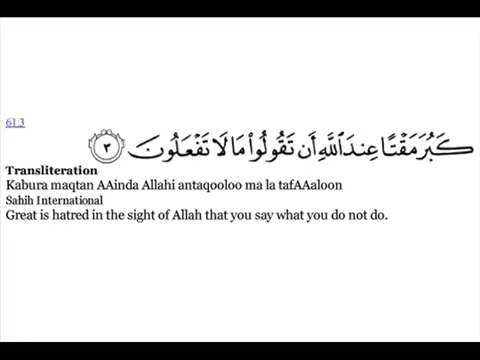 61:3
كَبُرَ مَقْتًا عِندَ اللَّهِ أَن تَقُولُوا مَا لَا تَفْعَلُونَ ٣
Transliteration
Kabura maqtan AAinda Allahi antaqooloo ma la tafAAaloon
Sahih International
Great is hatred in the sight of Allah that you say what you do not do.